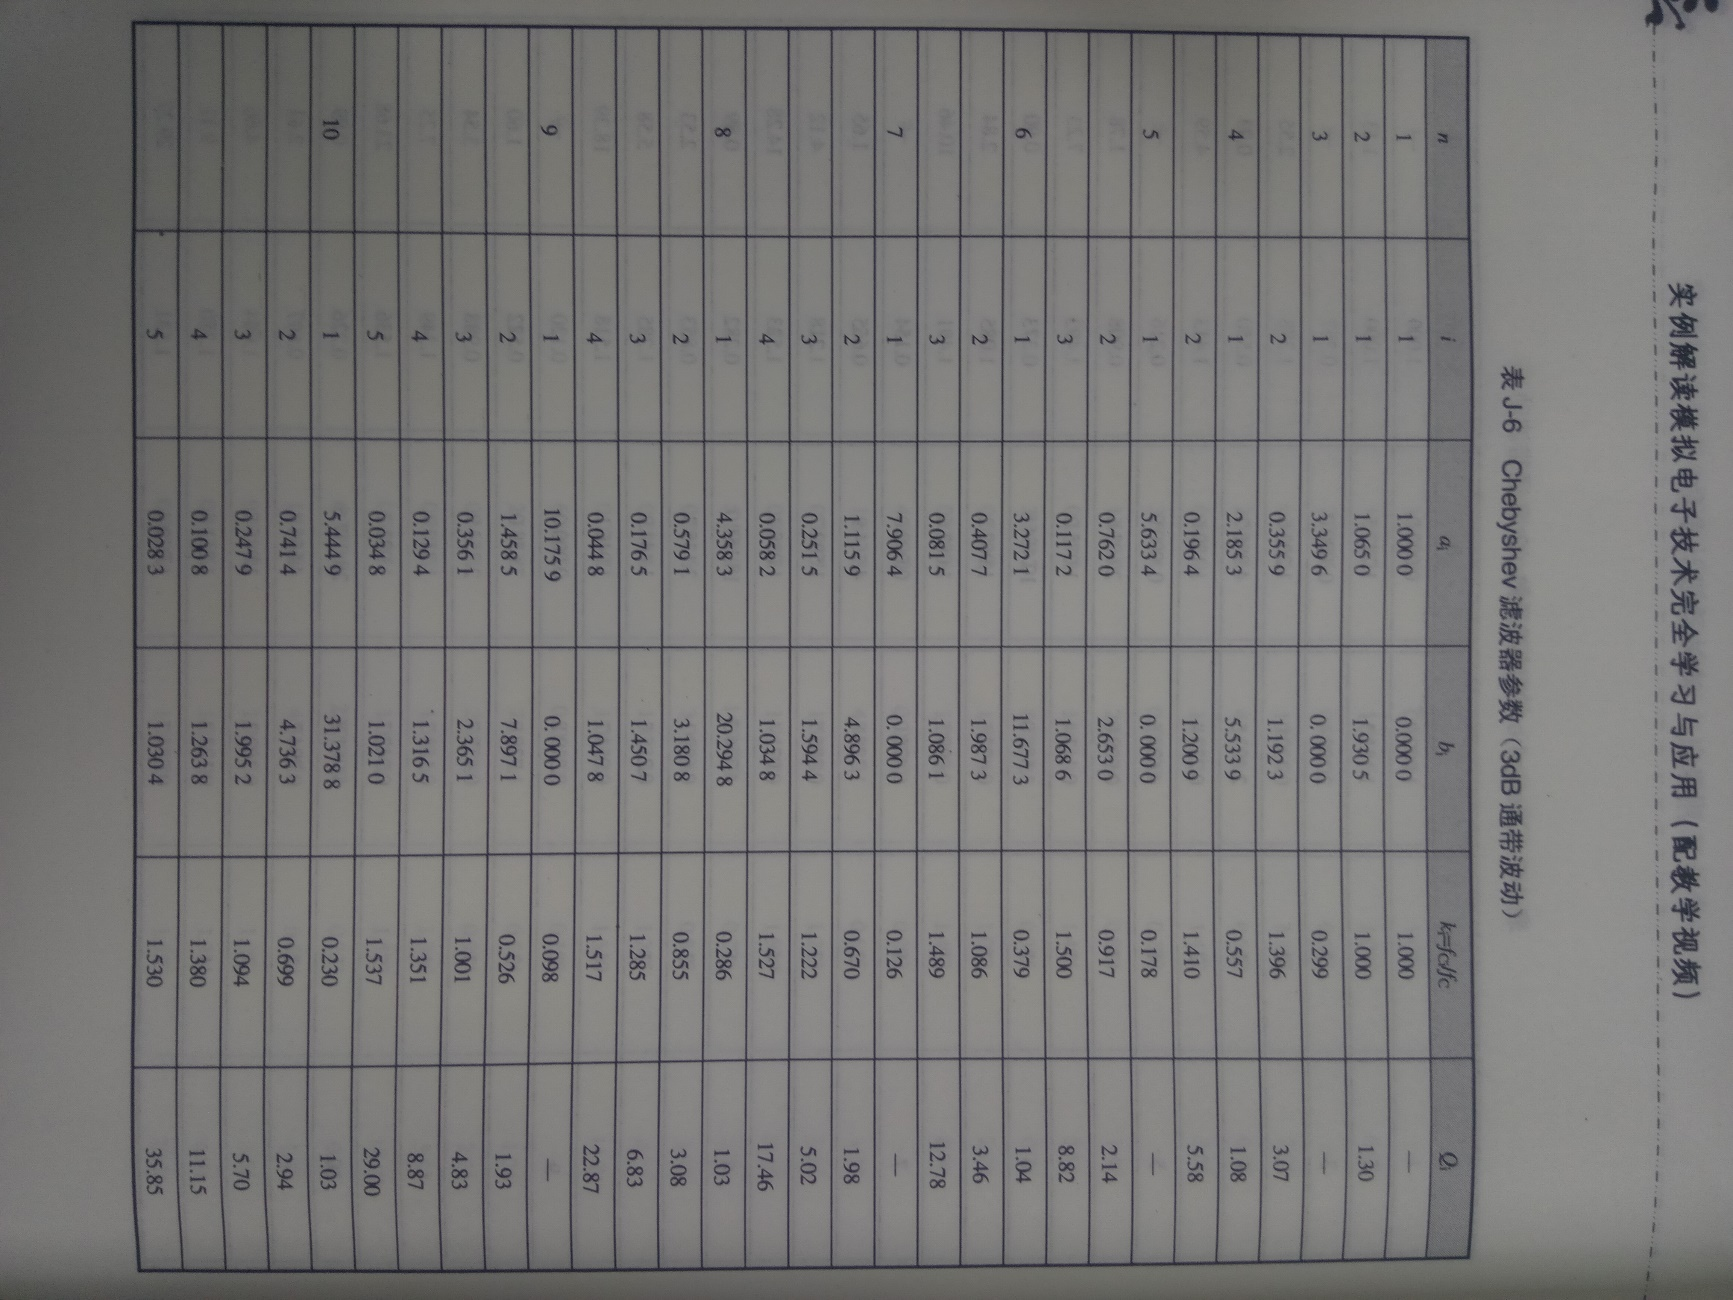 实例解读模拟电子技术完全学习与应用（配教学视频）
表 J-6 Chebyshev 滤波器参数（3dB 通带波动）
n i ai bi ki=fci/fc Qi
1 1 1.000 0 0.000 0 1.000 —
2 1 1.065 0 1.930 5 1.000 1.30
3 1 3.349 6 0.000 0 0.299 —
2 0.355 9 1.192 3 1.396 3.07
4 1 2.185 3 5.533 9 0.557 1.08
2 0.196 4 1.200 9 1.410 5.58
5 1 5.633 4 0.000 0 0.178 —
2 0.762 0 2.653 0 0.917 2.14
3 0.117 2 1.068 6 1.500 8.82
6 1 3.272 1 11.677 3 0.379 1.04
2 0.407 7 1.987 3 1.086 3.46
3 0.081 5 1.086 1 1.489 12.78
7 1 7.906 4 0.000 0 0.126 —
2 1.115 9 4.896 3 0.670 1.98
3 0.251 5 1.594 4 1.222 5.02
4 0.058 2 1.034 8 1.527 17.46
8 1 4.358 3 20.294 8 0.286 1.03
2 0.579 1 3.180 8 0.855 3.08
3 0.176 5 1.450 7 1.285 6.83
4 0.044 8 1.047 8 1.517 22.87
9 1 10.175 9 0.000 0 0.098 —
2 1.458 5 7.897 1 0.526 1.93
3 0.356 1 2.365 1 1.001 4.83
4 0.129 4 1.316 5 1.351 8.87
5 0.034 8 1.021 0 1.537 29.00
10 1 5.444 9 31.378 8 0.230 1.03
2 0.741 4 4.736 3 0.699 2.94
3 0.247 9 1.995 2 1.094 5.70
4 0.100 8 1.263 8 1.380 11.15
5 0.028 3 1.030 4 1.530 35.85